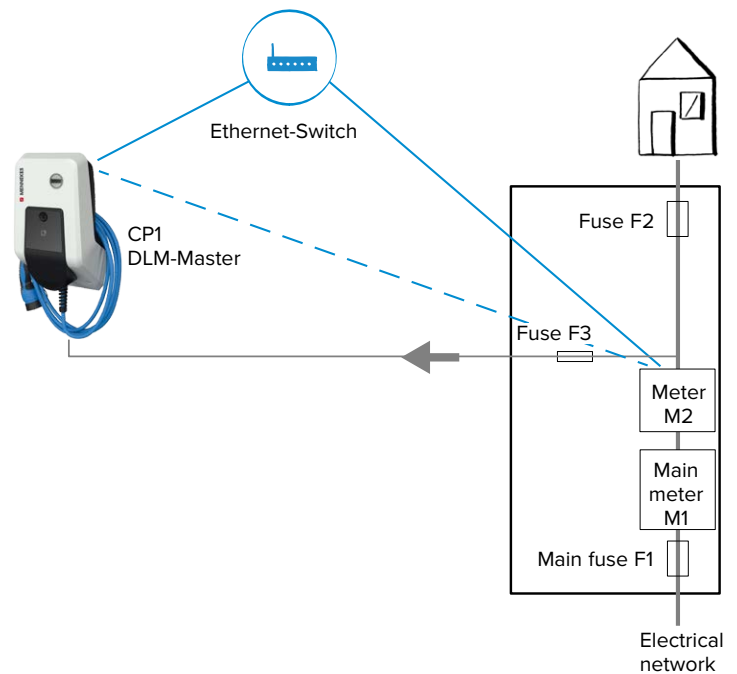 Ethernet-Switch
MENNEKES
CP1
DLM-Master
Fuse F2
Fuse F3
Meter
M2
Main
meter
M1
Main fuse F1
Electrical
network